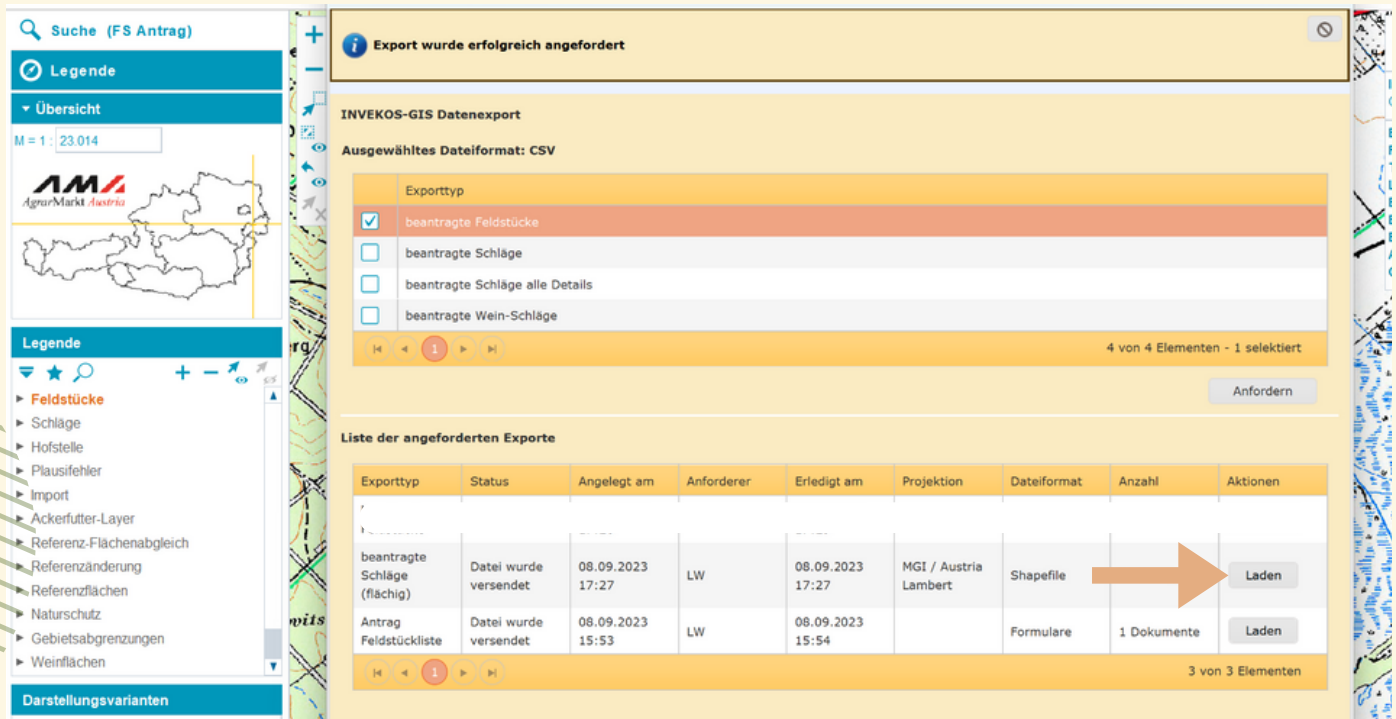 Suche (FS Antrag)
Legende
Übersicht
M = 1 : 23.014
AMA
AgrarMarkt Austria
Legende
Feldstücke
Schläge
Hofstelle
Plausifehler
Import
Ackerfutter-Layer
Referenz-Flächenabgleich
Referenzänderung
Referenzflächen
Naturschutz
Gebietsabgrenzungen
Weinflächen
Darstellungsvarianten
Export wurde erfolgreich angefordert
INVEKOS-GIS Datenexport
Ausgewähltes Dateiformat: CSV
Exporttyp
beantragte Feldstücke
beantragte Schläge
beantragte Schläge alle Details
beantragte Wein-Schläge
1
4 von 4 Elementen - 1 selektiert
Anfordern
Liste der angeforderten Exporte
Exporttyp Status Angelegt am Anforderer Erledigt am Projektion Dateiformat Anzahl Aktionen
beantragte
Schläge
(flächig)
Datei wurde
versendet
08.09.2023
17:27
LW
08.09.2023
17:27
MGI / Austria
Lambert
Shapefile
Laden
Antrag
Feldstückliste
Datei wurde
versendet
08.09.2023
15:53
LW
08.09.2023
15:54
Formulare
1 Dokumente
Laden
1
3 von 3 Elementen